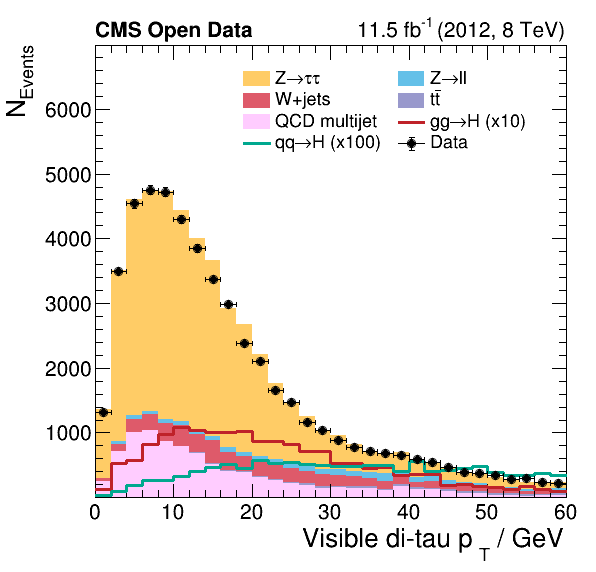 CMS Open Data 11.5 fb⁻¹ (2012, 8 TeV)
N_Events
Z→ττ Z→ll
W+jets tt̄
QCD multijet gg→H (x10)
qq→H (x100) Data
6000
5000
4000
3000
2000
1000
0 10 20 30 40 50 60
Visible di-tau p_T / GeV